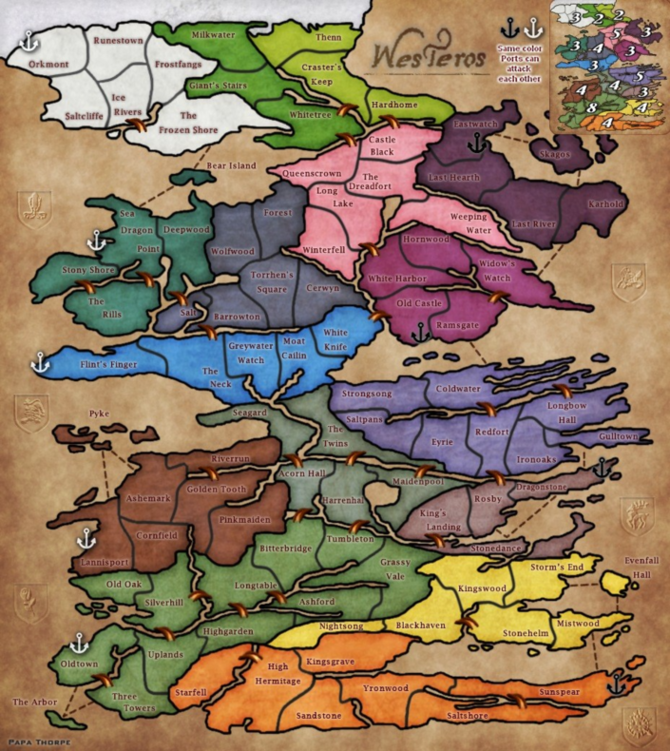 Milkwater
Thenn
Runestown
WesTeros
Same color
Ports can
attack
each other
3
2
2
3
5
3
3
4
3
3
5
4
4
3
8
4
4
Orkmont
Frostfangs
Craster's
Keep
Giant's Stairs
Ice
Rivers
Hardhome
Saltcliffe
The
Frozen Shore
Whitetree
Eastwatch
Castle
Black
Skagos
Bear Island
Queenscrown
The
Dreadfort
Last Hearth
Long
Lake
Karhold
Sea
Dragon
Point
Deepwood
Forest
Weeping
Water
Last River
Wolfwood
Winterfell
Hornwood
Stony Shore
Torrhen's
Square
Cerwyn
White Harbor
Widow's
Watch
The
Rills
Salt
Barrowton
Old Castle
Ramsgate
Flint's Finger
The
Neck
Greywater
Watch
Moat
Cailin
White
Knife
Strongsong
Coldwater
Longbow
Hall
Pyke
Seagard
The
Twins
Saltpans
Eyrie
Redfort
Gulltown
Ironoaks
Riverrun
Acorn Hall
Maidenpool
Dragonstone
Ashemark
Golden Tooth
Harrenhal
Rosby
King's
Landing
Pinkmaiden
Cornfield
Tumbleton
Stonedance
Lannisport
Bitterbridge
Grassy
Vale
Storm's End
Evenfall
Hall
Old Oak
Longtable
Kingswood
Silverhill
Ashford
Nightsong
Blackhaven
Mistwood
Highgarden
Stonehelm
Oldtown
Uplands
High
Hermitage
Kingsgrave
Starfell
Yronwood
Sunspear
The Arbor
Three
Towers
Sandstone
Saltshore
Papa Thorpe